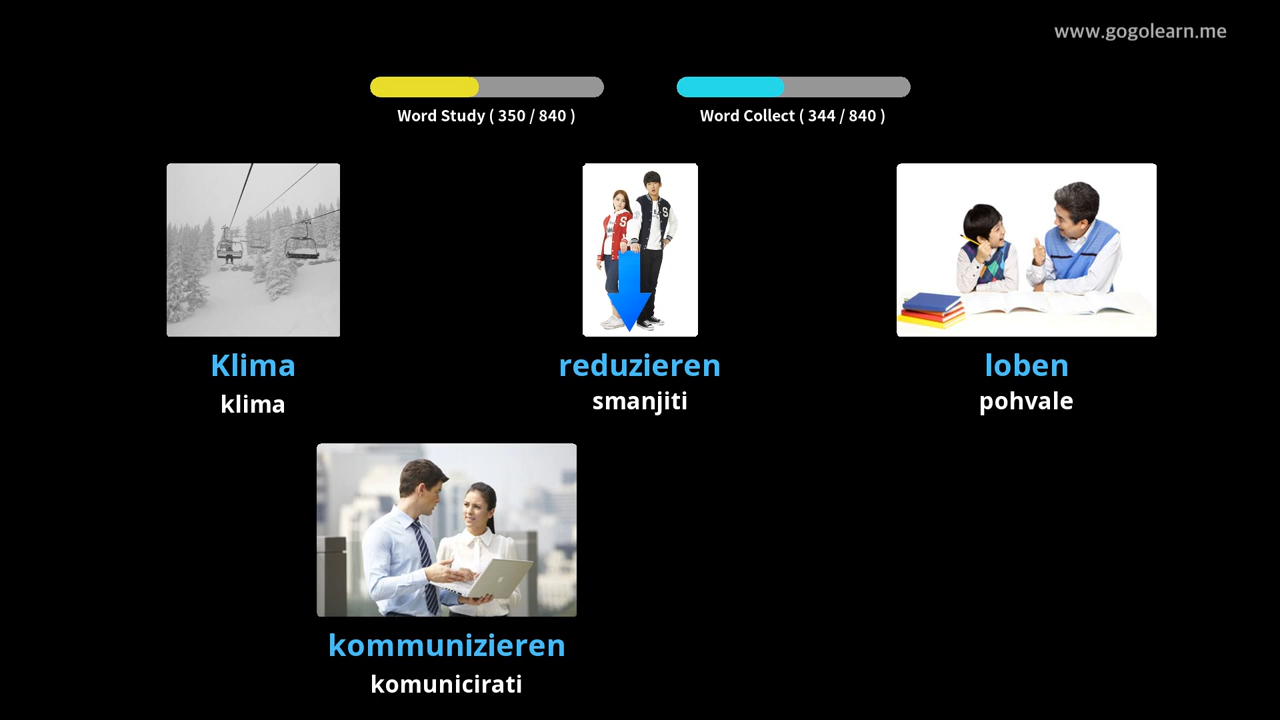 www.gogolearn.me
Word Study ( 350 / 840 )
Word Collect ( 344 / 840 )
S
S
Klima
klima
reduzieren
smanjiti
loben
pohvale
kommunizieren
komunicirati